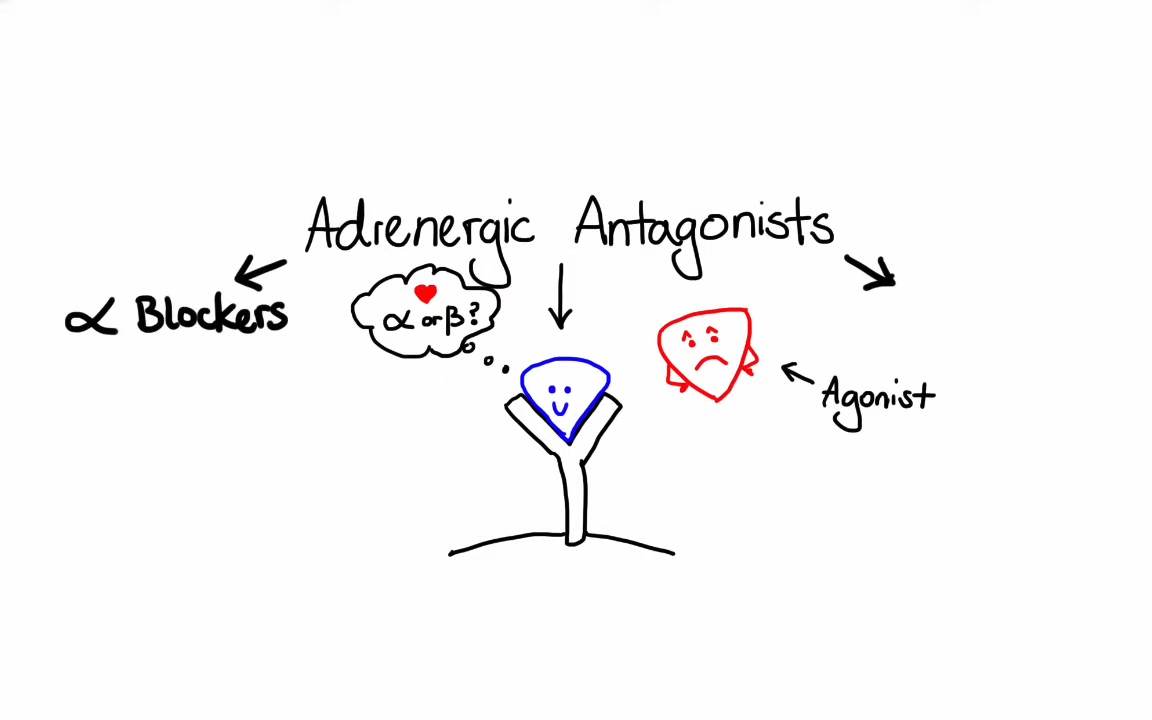 Adrenergic Antagonists
α Blockers
α or β?
Agonist